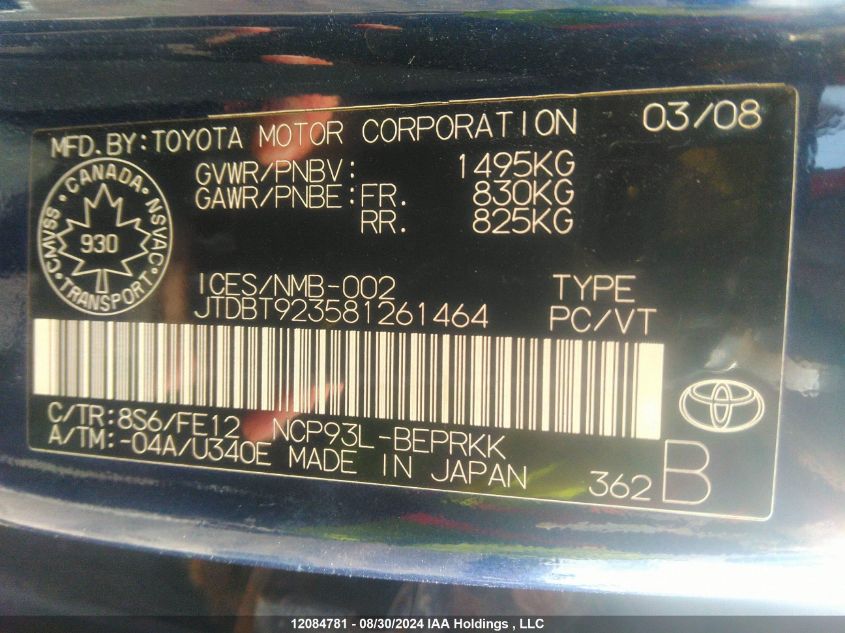 MFD.BY:TOYOTA MOTOR CORPORATION 03/08
GVWR/PNBV: 1495KG
GAWR/PNBE:FR. 830KG
RR. 825KG
CANADA
CMVSS 930 NSVAC
TRANSPORT
ICES/NMB-002 TYPE
JTDBT923581261464 PC/VT
C/TR:8S6/FE12 NCP93L-BEPRKK
A/TM:-04A/U340E MADE IN JAPAN 362 B
12084781 - 08/30/2024 IAA Holdings , LLC